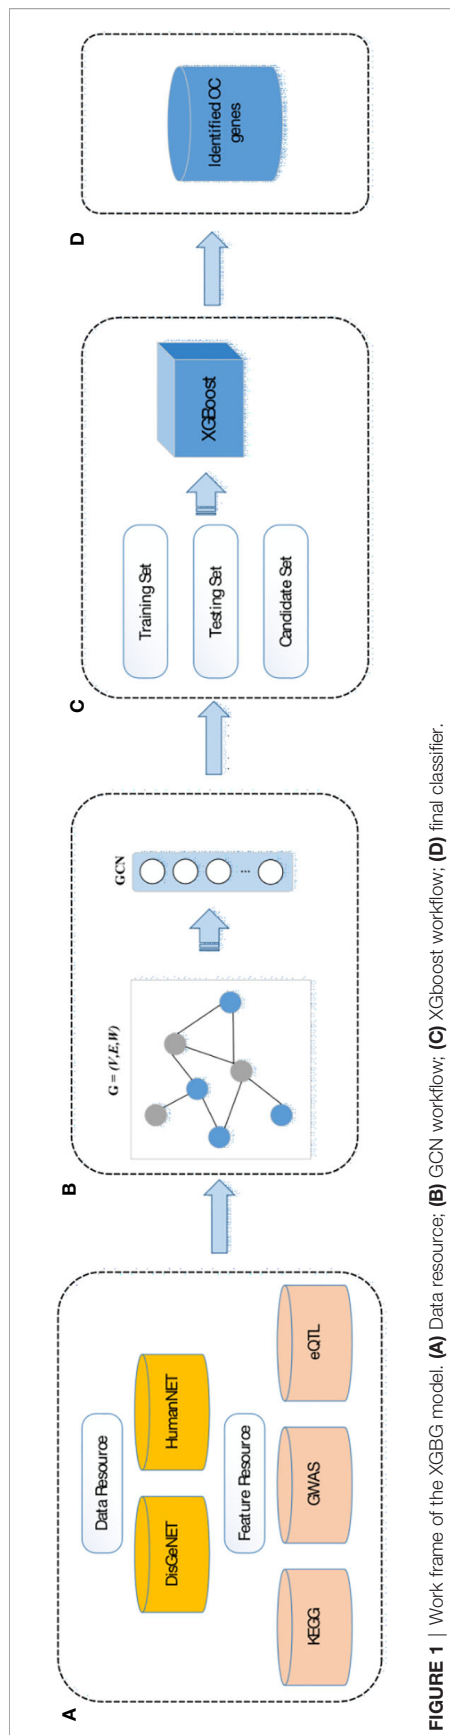 A
Data Resource
DisGeNET
HumanNET
Feature Resource
KEGG
GWAS
eQTL
B
G = (V,E,W)
GCN
...
C
Training Set
Testing Set
Candidate Set
XGBoost
D
Identified OC
genes
FIGURE 1 | Work frame of the XGBG model. (A) Data resource; (B) GCN workflow; (C) XGboost workflow; (D) final classifier.